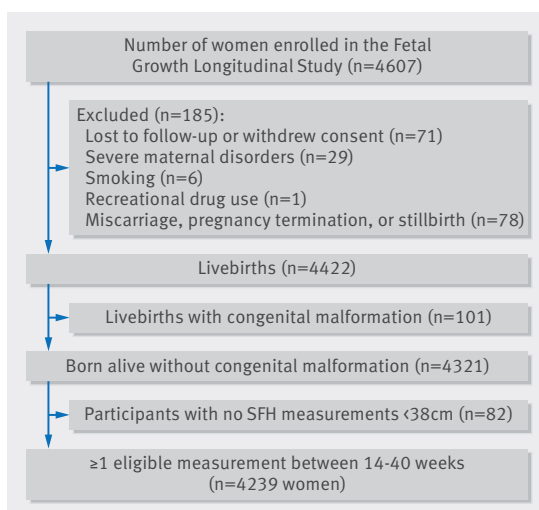 Number of women enrolled in the Fetal
Growth Longitudinal Study (n=4607)
Excluded (n=185):
Lost to follow-up or withdrew consent (n=71)
Severe maternal disorders (n=29)
Smoking (n=6)
Recreational drug use (n=1)
Miscarriage, pregnancy termination, or stillbirth (n=78)
Livebirths (n=4422)
Livebirths with congenital malformation (n=101)
Born alive without congenital malformation (n=4321)
Participants with no SFH measurements <38cm (n=82)
≥1 eligible measurement between 14-40 weeks
(n=4239 women)